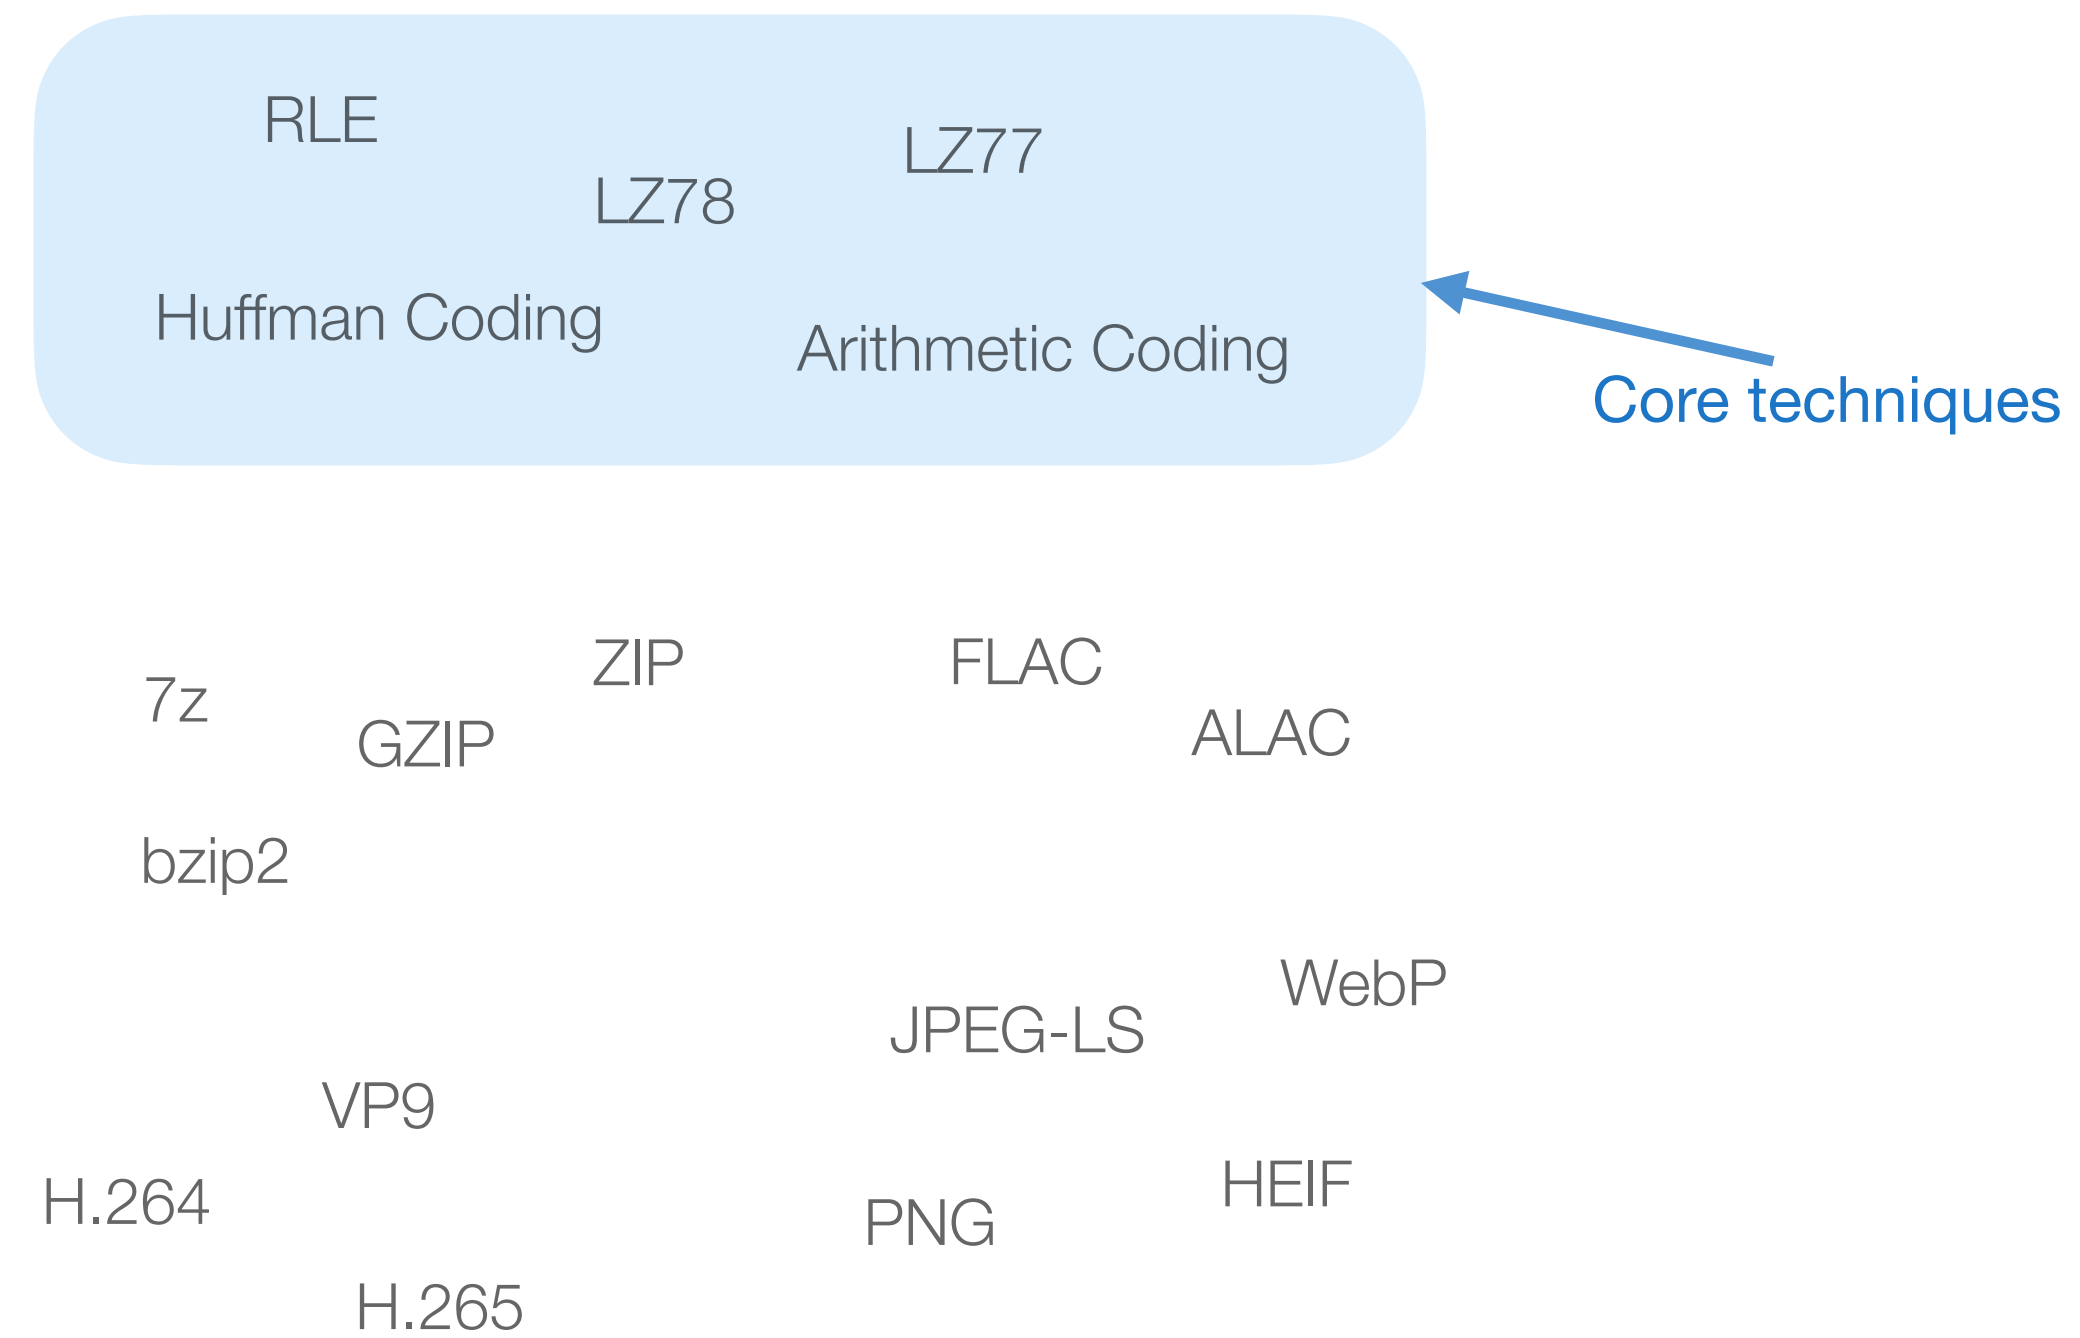 RLE
LZ77
LZ78
Huffman Coding
Arithmetic Coding
Core techniques
ZIP
FLAC
7z
GZIP
ALAC
bzip2
WebP
JPEG-LS
VP9
HEIF
H.264
PNG
H.265